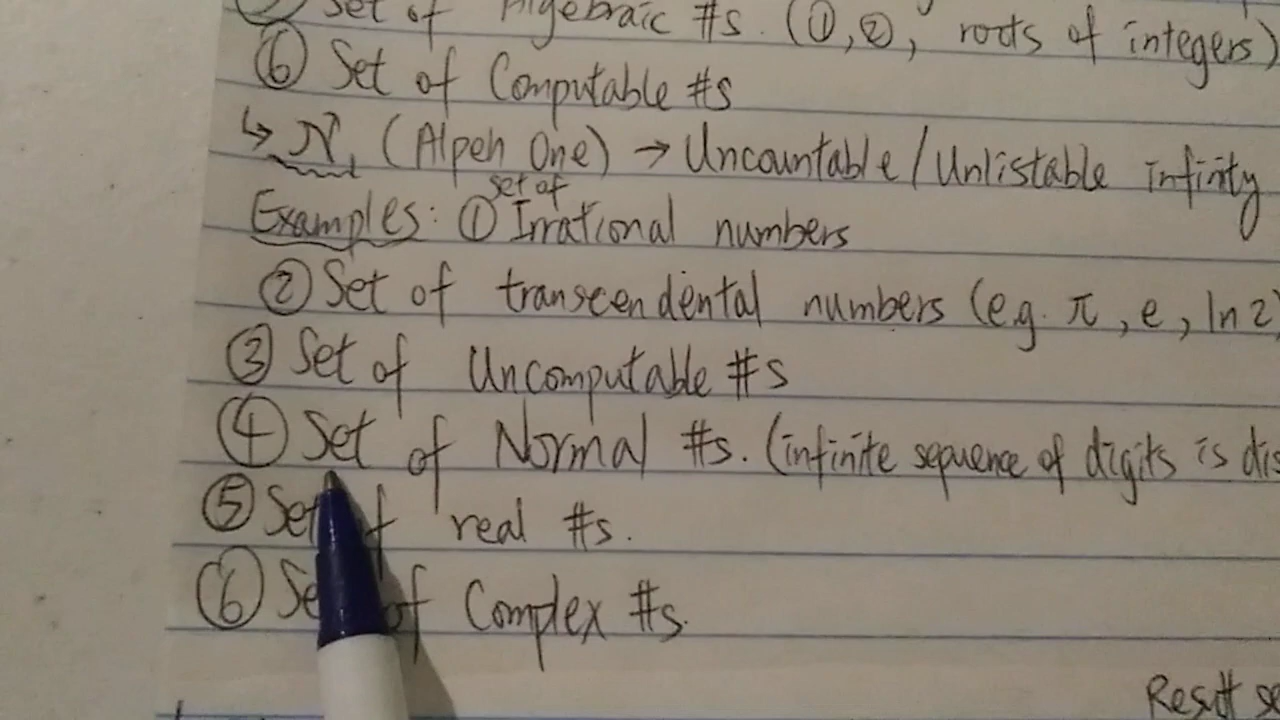 Set of Algebraic #s. (①,②, roots of integers)
⑥ Set of Computable #s
↳ ℵ₁ (Alpeh One) → Uncountable/Unlistable infinity
Examples: ① set of Irrational numbers
② Set of transcendental numbers (e.g. π, e, ln 2
③ Set of Uncomputable #s
④ Set of Normal #s. (infinite sequence of digits is dis
⑤ Set of real #s.
⑥ Set of Complex #s.